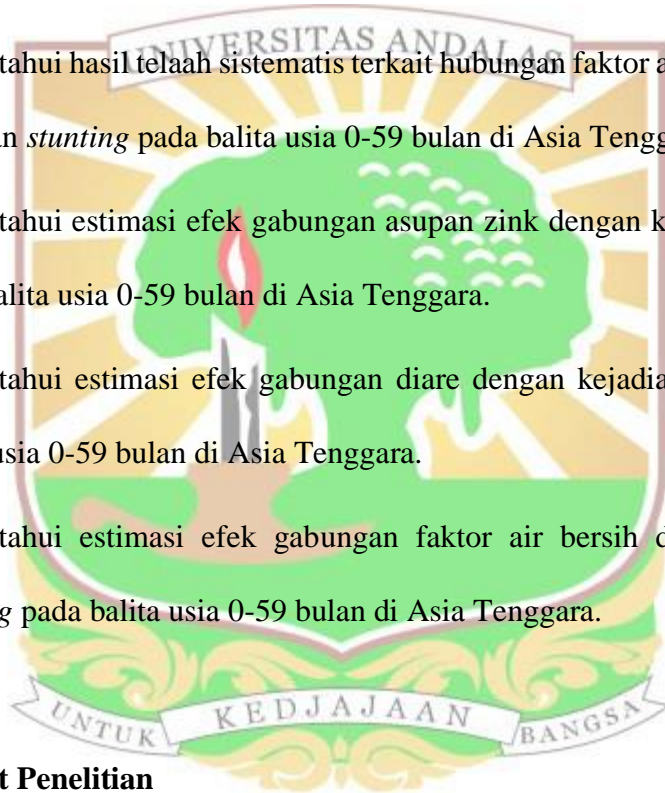 UNIVERSITAS ANDALAS
tahui hasil telaah sistematis terkait hubungan faktor a
an stunting pada balita usia 0-59 bulan di Asia Tengg
tahui estimasi efek gabungan asupan zink dengan k
alita usia 0-59 bulan di Asia Tenggara.
tahui estimasi efek gabungan diare dengan kejadia
usia 0-59 bulan di Asia Tenggara.
tahui estimasi efek gabungan faktor air bersih d
g pada balita usia 0-59 bulan di Asia Tenggara.
UNTUK KEDJAJAAN BANGSA
t Penelitian